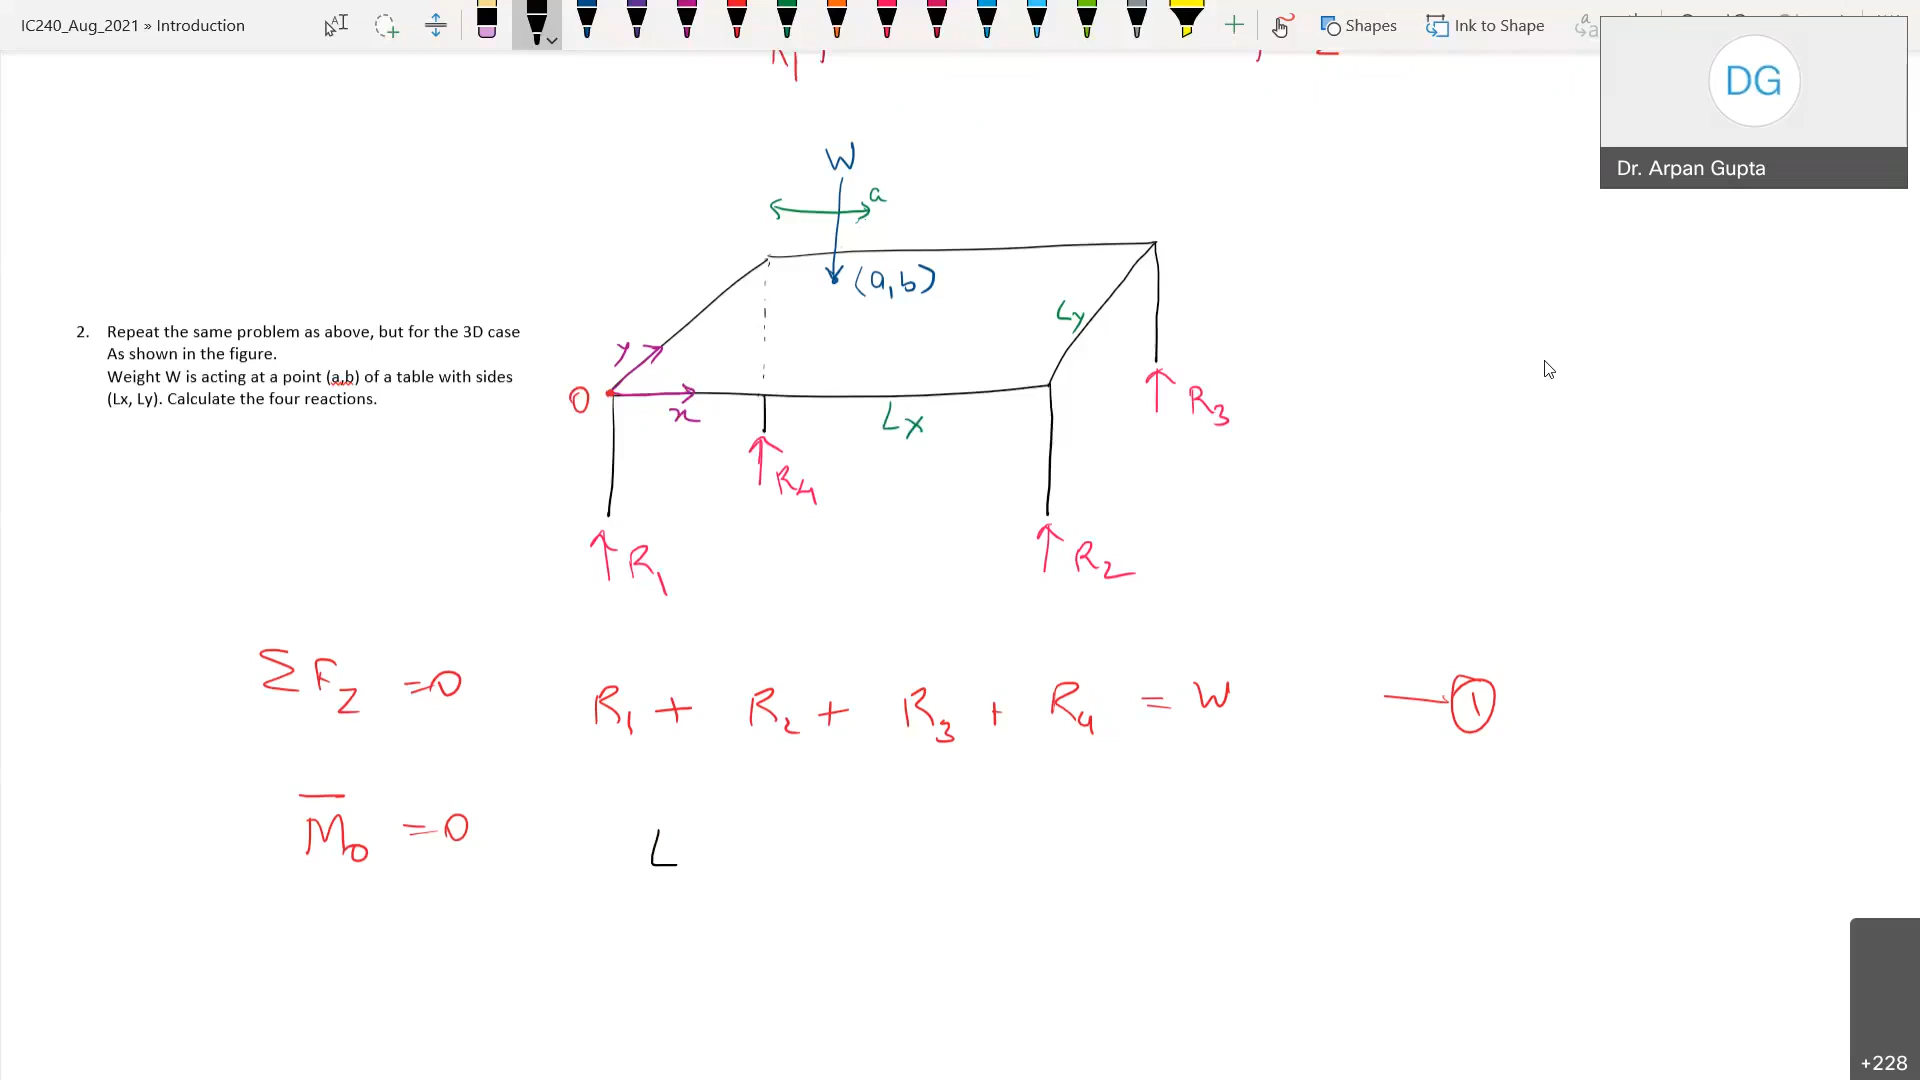 IC240_Aug_2021 » Introduction
Shapes
Ink to Shape
DG
Dr. Arpan Gupta
W
a
(a,b)
Ly
2. Repeat the same problem as above, but for the 3D case
As shown in the figure.
Weight W is acting at a point (a,b) of a table with sides
(Lx, Ly). Calculate the four reactions.
y
O
x
Lx
R3
R4
R1
R2
ΣFz =0 R1 + R2 + R3 + R4 = W ①
M0 =0 L
+228